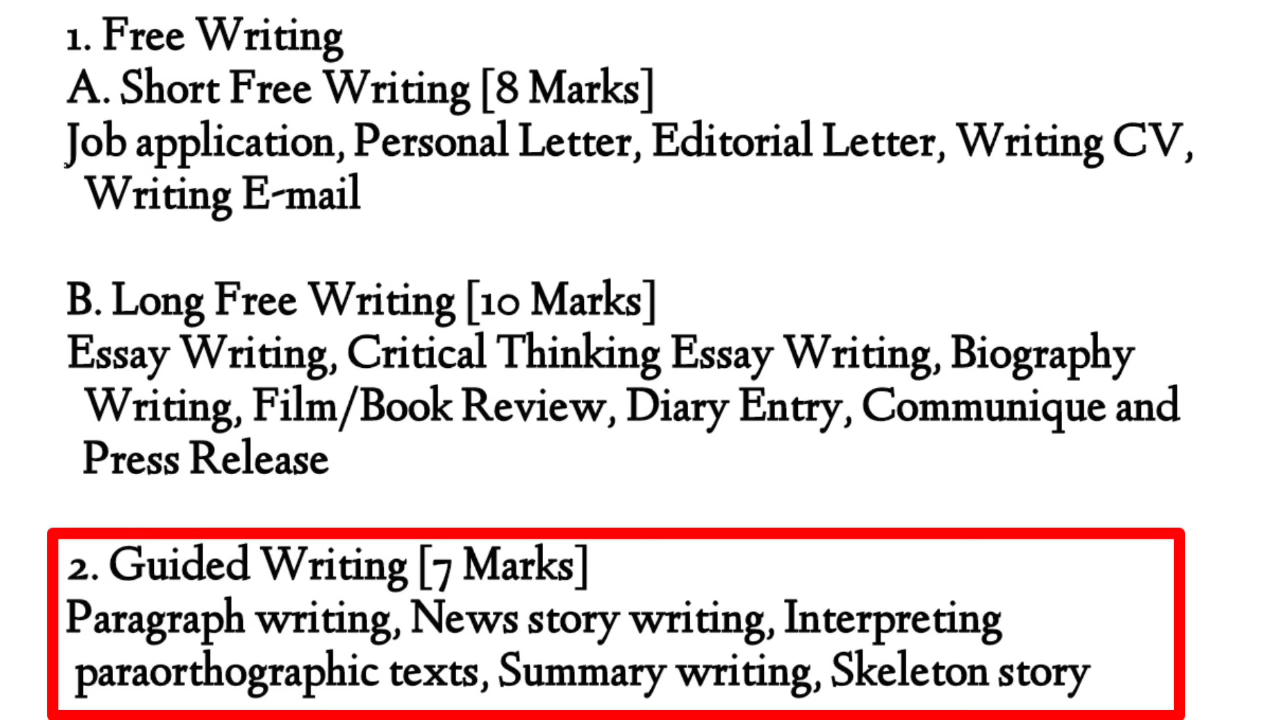 1. Free Writing
A. Short Free Writing [8 Marks]
Job application, Personal Letter, Editorial Letter, Writing CV,
Writing E-mail
B. Long Free Writing [10 Marks]
Essay Writing, Critical Thinking Essay Writing, Biography
Writing, Film/Book Review, Diary Entry, Communique and
Press Release
2. Guided Writing [7 Marks]
Paragraph writing, News story writing, Interpreting
paraorthographic texts, Summary writing, Skeleton story